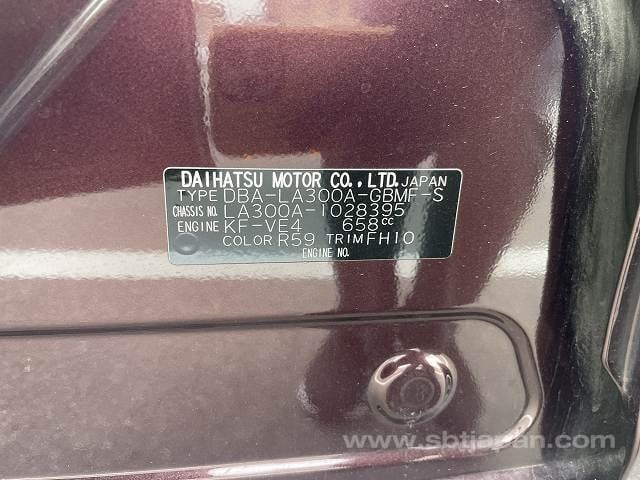 DAIHATSU MOTOR CO., LTD. JAPAN
TYPE DBA-LA300A-GBMF-S
CHASSIS NO. LA300A-1028395
ENGINE KF-VE4 658CC
COLOR R59 TRIM FH10
ENGINE NO.
www.sbtjapan.com